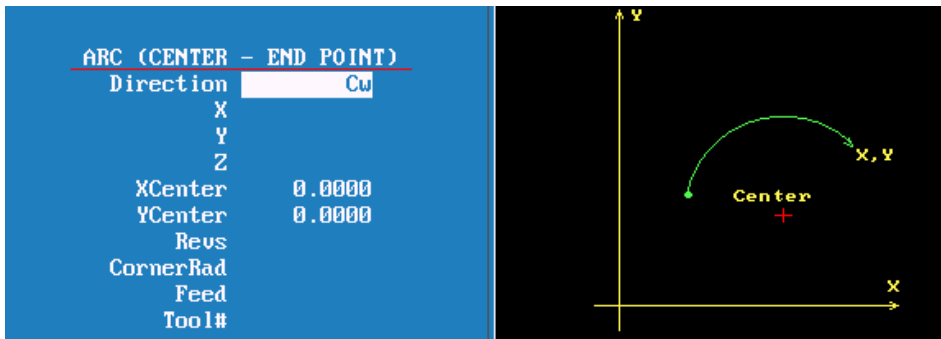 ARC (CENTER - END POINT)
Direction Cw
X
Y
Z
XCenter 0.0000
YCenter 0.0000
Revs
CornerRad
Feed
Tool#
Y
X,Y
Center
X